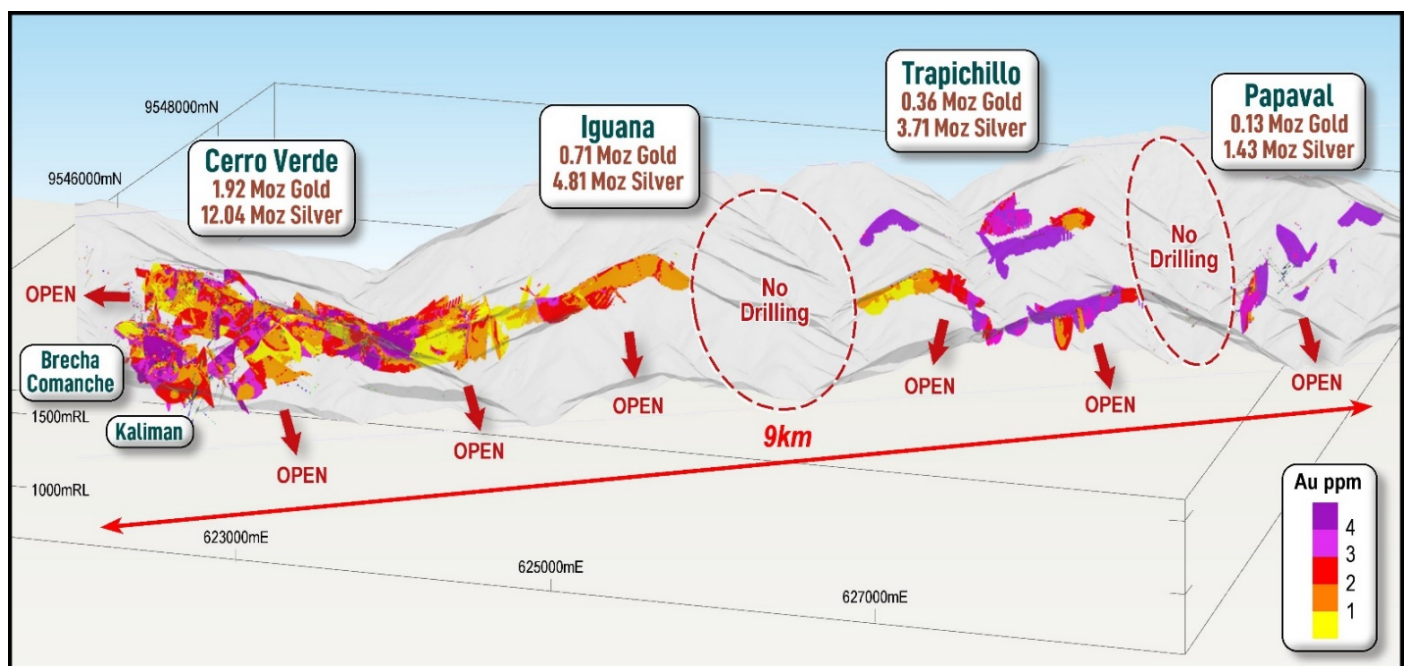 9548000mN
9546000mN
Cerro Verde
1.92 Moz Gold
12.04 Moz Silver
Iguana
0.71 Moz Gold
4.81 Moz Silver
Trapichillo
0.36 Moz Gold
3.71 Moz Silver
Papaval
0.13 Moz Gold
1.43 Moz Silver
No
Drilling
No
Drilling
OPEN
Brecha
Comanche
Kaliman
1500mRL
1000mRL
OPEN
OPEN
OPEN
OPEN
OPEN
OPEN
9km
623000mE
625000mE
627000mE
Au ppm
4
3
2
1